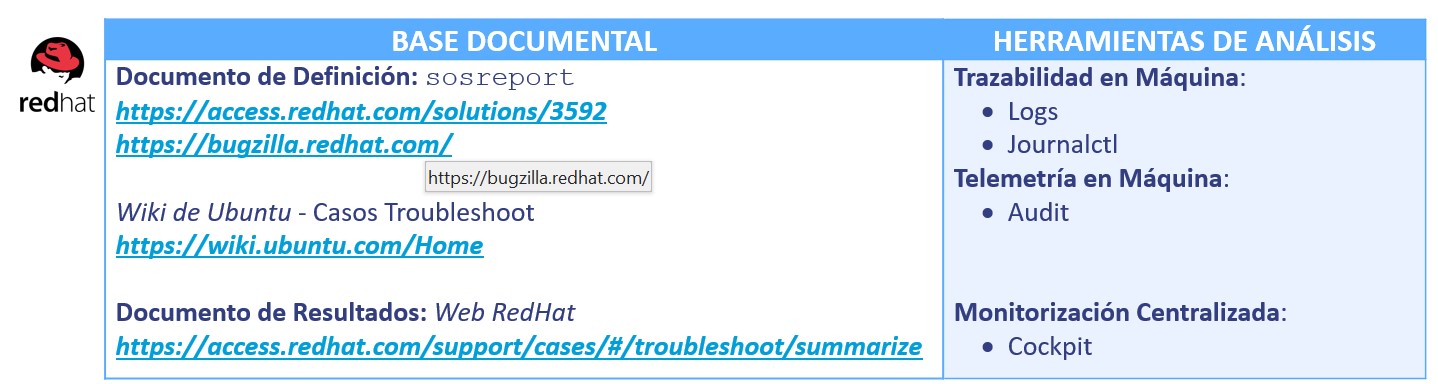 redhat
BASE DOCUMENTAL
Documento de Definición: sosreport
https://access.redhat.com/solutions/3592
https://bugzilla.redhat.com/
https://bugzilla.redhat.com/
Wiki de Ubuntu - Casos Troubleshoot
https://wiki.ubuntu.com/Home
Documento de Resultados: Web RedHat
https://access.redhat.com/support/cases/#/troubleshoot/summarize
HERRAMIENTAS DE ANÁLISIS
Trazabilidad en Máquina:
• Logs
• Journalctl
Telemetría en Máquina:
• Audit
Monitorización Centralizada:
• Cockpit